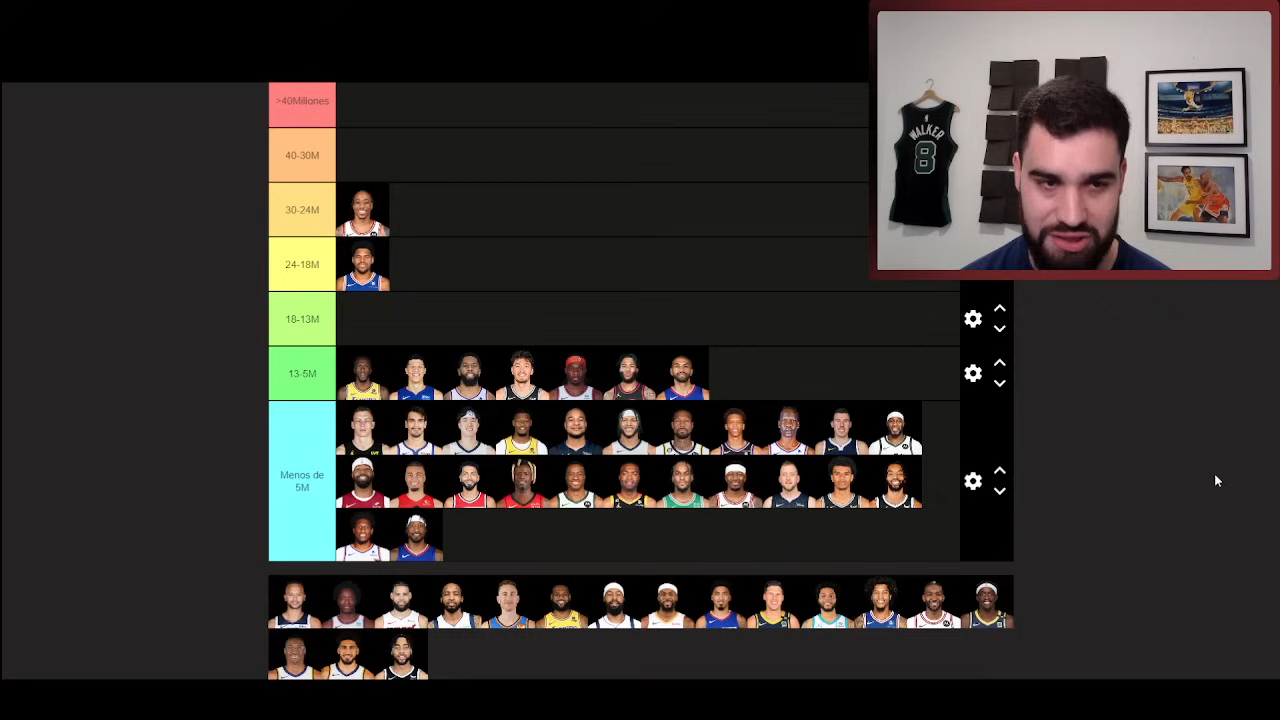 >40Millones
40-30M
30-24M
24-18M
18-13M
13-5M
Menos de
5M
WALKER
8